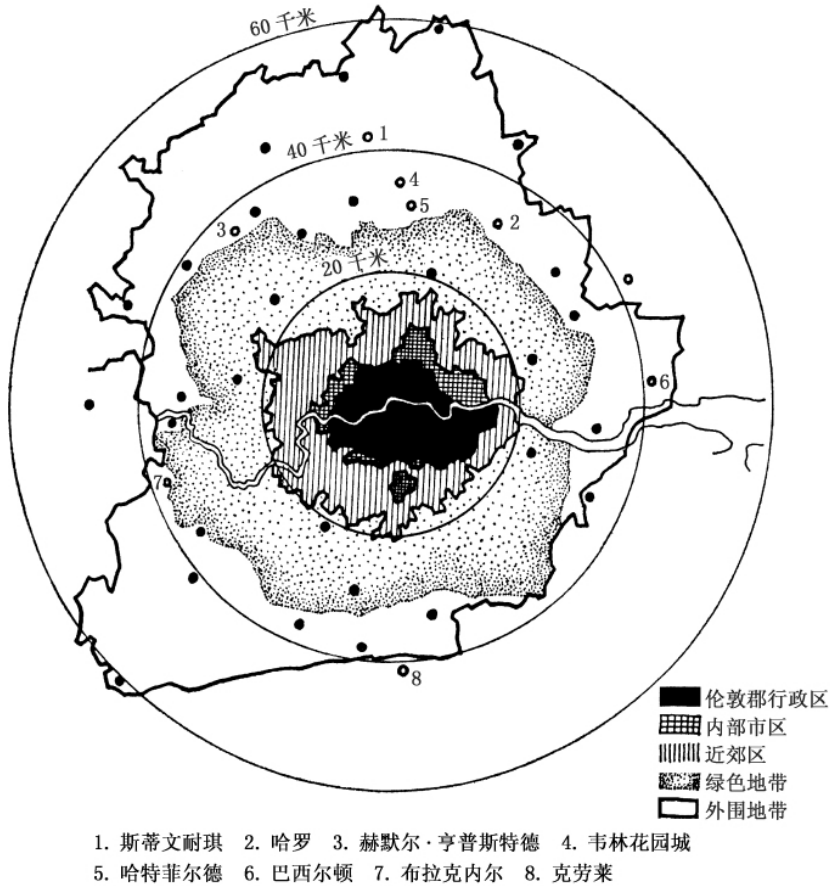 60 千米
1
40 千米
4
5
2
3
20 千米
6
7
8
伦敦郡行政区
内部市区
近郊区
绿色地带
外围地带
1. 斯蒂文耐琪 2. 哈罗 3. 赫默尔·亨普斯特德 4. 韦林花园城
5. 哈特菲尔德 6. 巴西尔顿 7. 布拉克内尔 8. 克劳莱